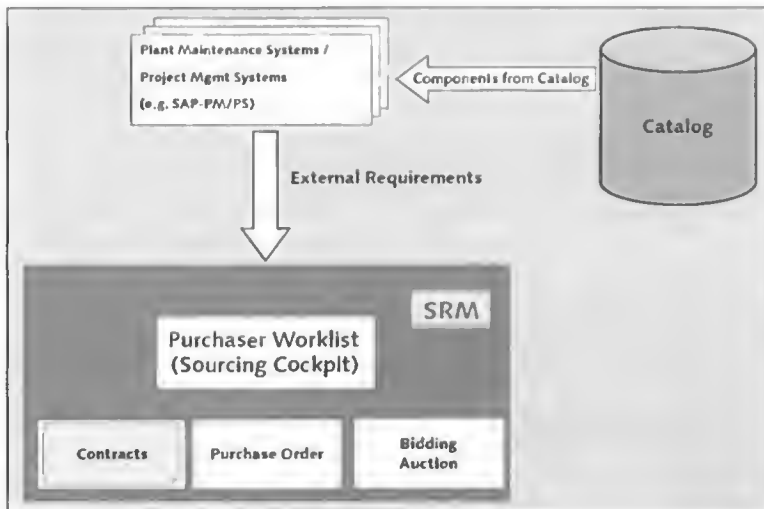 Plant Maintenance Systems /
Project Mgmt Systems
(e.g. SAP-PM/PS)
Components from Catalog
Catalog
External Requirements
SRM
Purchaser Worklist
(Sourcing Cockpit)
Contracts
Purchase Order
Bidding
Auction